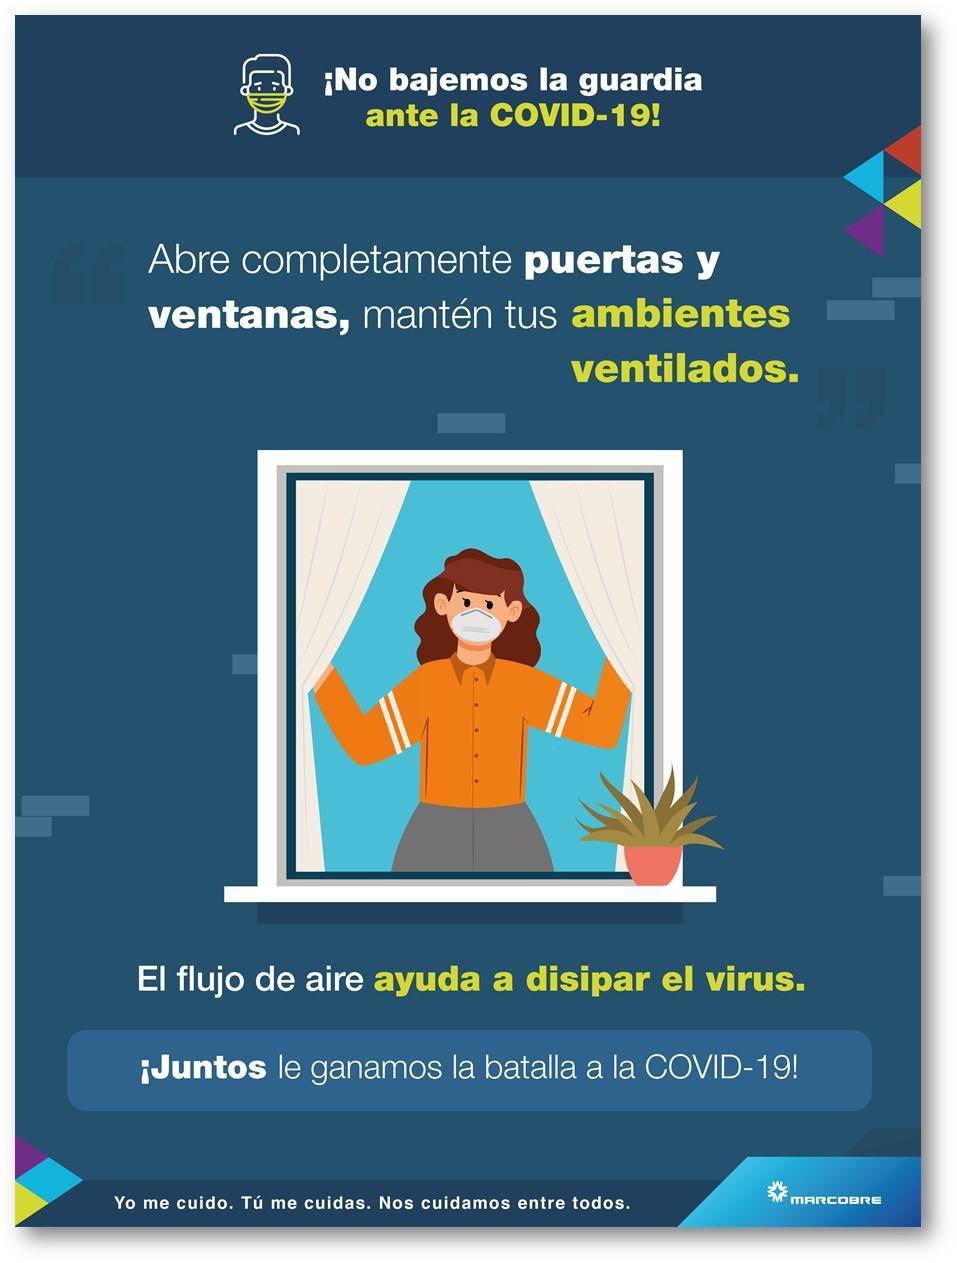 ¡No bajemos la guardia
ante la COVID-19!
“
Abre completamente puertas y
ventanas, mantén tus ambientes
ventilados.
”
El flujo de aire ayuda a disipar el virus.
¡Juntos le ganamos la batalla a la COVID-19!
Yo me cuido. Tú me cuidas. Nos cuidamos entre todos.
MARCOBRE